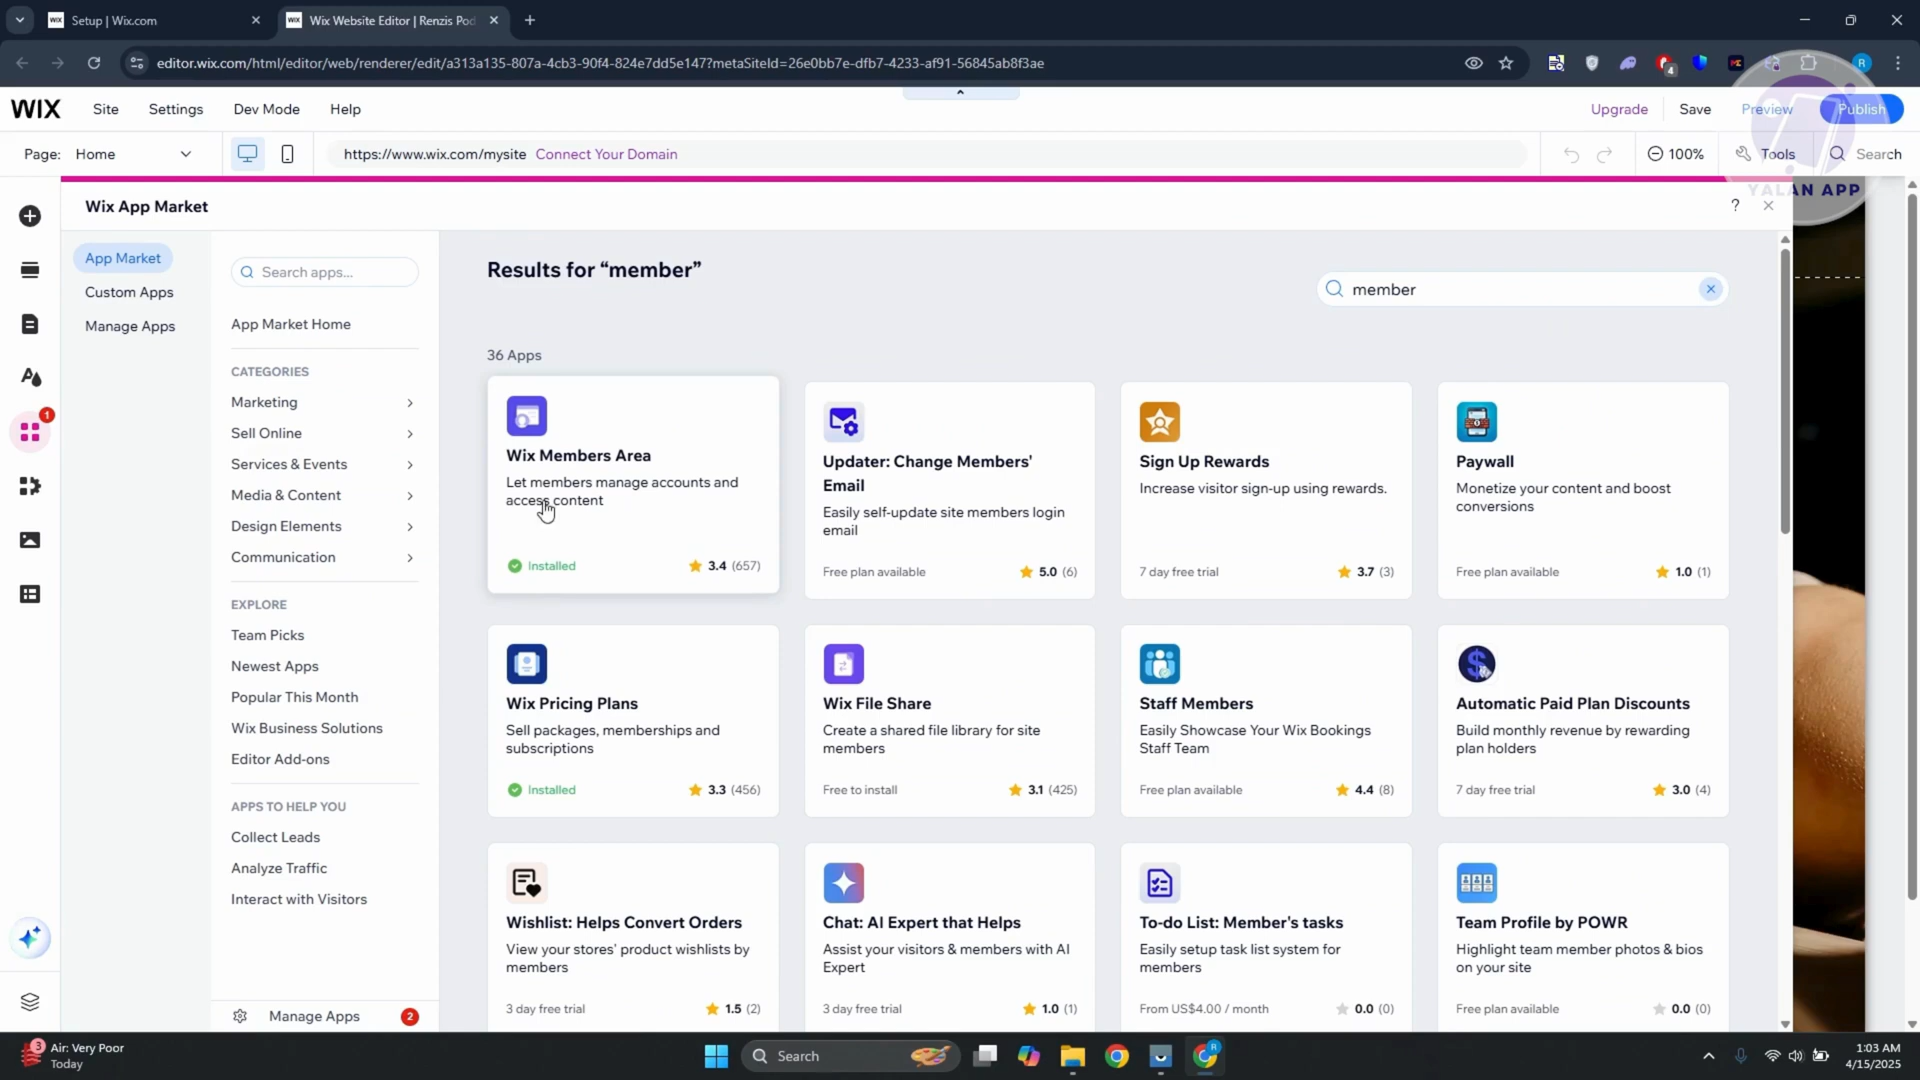 Setup | Wix.com
Wix Website Editor | Renzis Pod
editor.wix.com/html/editor/web/renderer/edit/a313a135-807a-4cb3-90f4-824e7dd5e147?metaSiteId=26e0bb7e-dfb7-4233-af91-56845ab8f3ae
WIX
Site
Settings
Dev Mode
Help
Upgrade
Save
Preview
Publish
Page: Home
https://www.wix.com/mysite Connect Your Domain
100%
Tools
Search
YALAN APP
Wix App Market
?
App Market
Custom Apps
Manage Apps
Search apps...
App Market Home
CATEGORIES
Marketing
Sell Online
Services & Events
Media & Content
Design Elements
Communication
EXPLORE
Team Picks
Newest Apps
Popular This Month
Wix Business Solutions
Editor Add-ons
APPS TO HELP YOU
Collect Leads
Analyze Traffic
Interact with Visitors
Manage Apps 2
1
Results for “member”
member
36 Apps
Wix Members Area
Let members manage accounts and
access content
Installed
3.4 (657)
Updater: Change Members'
Email
Easily self-update site members login
email
Free plan available
5.0 (6)
Sign Up Rewards
Increase visitor sign-up using rewards.
7 day free trial
3.7 (3)
Paywall
Monetize your content and boost
conversions
Free plan available
1.0 (1)
Wix Pricing Plans
Sell packages, memberships and
subscriptions
Installed
3.3 (456)
Wix File Share
Create a shared file library for site
members
Free to install
3.1 (425)
Staff Members
Easily Showcase Your Wix Bookings
Staff Team
Free plan available
4.4 (8)
Automatic Paid Plan Discounts
Build monthly revenue by rewarding
plan holders
7 day free trial
3.0 (4)
Wishlist: Helps Convert Orders
View your stores' product wishlists by
members
3 day free trial
1.5 (2)
Chat: AI Expert that Helps
Assist your visitors & members with AI
Expert
3 day free trial
1.0 (1)
To-do List: Member's tasks
Easily setup task list system for
members
From US$4.00 / month
0.0 (0)
Team Profile by POWR
Highlight team member photos & bios
on your site
Free plan available
0.0 (0)
3
Air: Very Poor
Today
Search
1:03 AM
4/15/2025